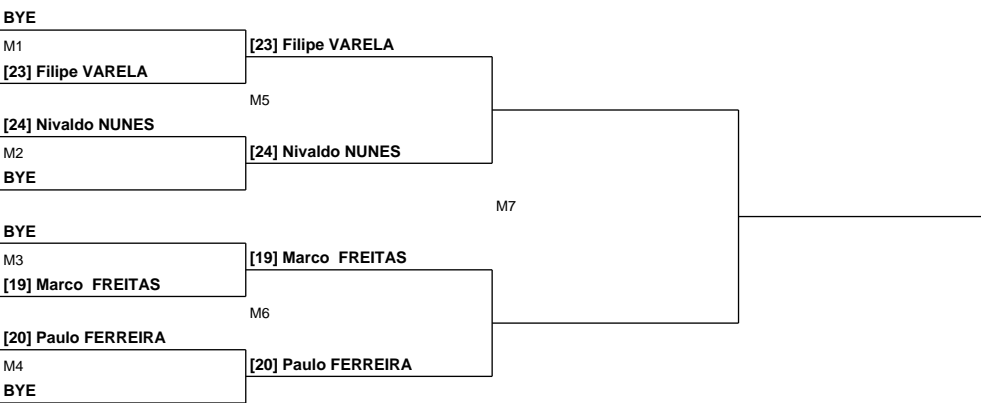 BYE
M1
[23] Filipe VARELA
[23] Filipe VARELA
M5
[24] Nivaldo NUNES
M2
[24] Nivaldo NUNES
BYE
M7
BYE
M3
[19] Marco  FREITAS
[19] Marco  FREITAS
M6
[20] Paulo FERREIRA
M4
[20] Paulo FERREIRA
BYE